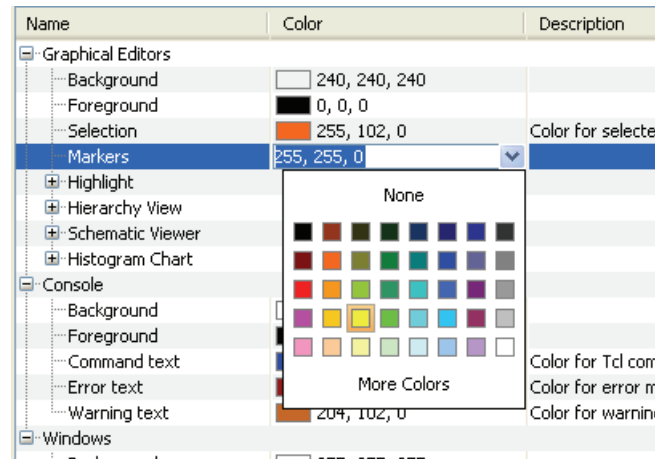 Name Color Description
Graphical Editors
Background 240, 240, 240
Foreground 0, 0, 0
Selection 255, 102, 0 Color for selecte
Markers 255, 255, 0
Highlight None
Hierarchy View
Schematic Viewer
Histogram Chart
Console
Background
Foreground
Command text Color for Tcl com
Error text More Colors Color for error m
Warning text 204, 102, 0 Color for warnin
Windows